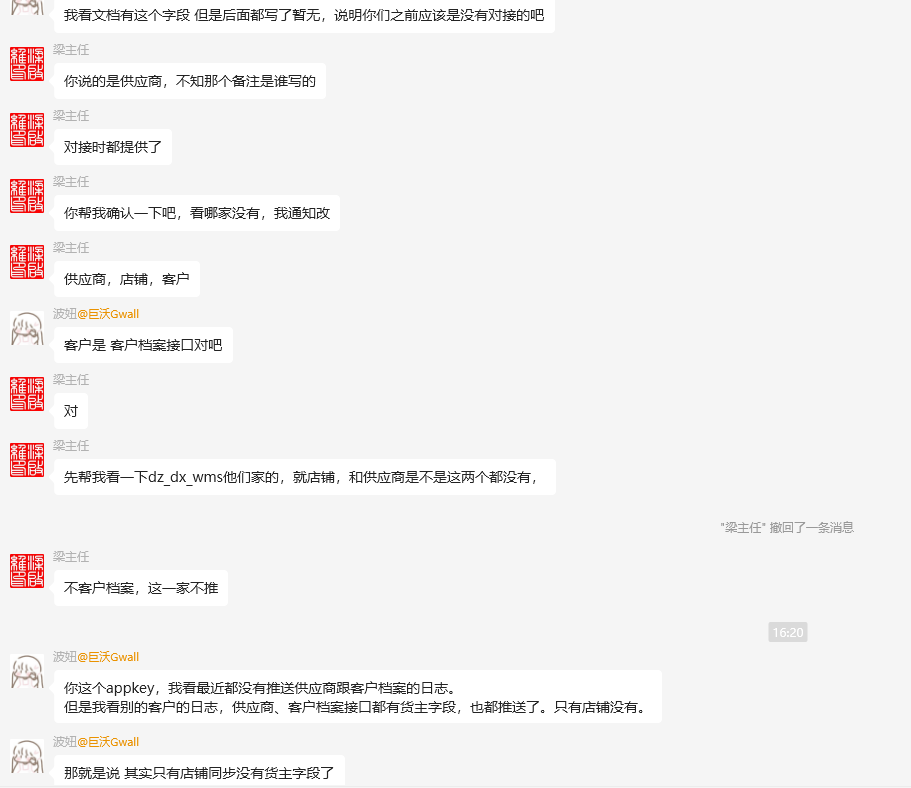 我看文档有这个字段 但是后面都写了暂无，说明你们之前应该是没有对接的吧
梁主任
你说的是供应商，不知那个备注是谁写的
梁主任
对接时都提供了
梁主任
你帮我确认一下吧，看哪家没有，我通知改
梁主任
供应商，店铺，客户
波妞@巨沃Gwall
客户是 客户档案接口对吧
梁主任
对
梁主任
先帮我看一下dz_dx_wms他们家的，就店铺，和供应商是不是这两个都没有，
"梁主任" 撤回了一条消息
梁主任
不客户档案，这一家不推
16:20
波妞@巨沃Gwall
你这个appkey，我看最近都没有推送供应商跟客户档案的日志。
但是我看别的客户的日志，供应商、客户档案接口都有货主字段，也都推送了。只有店铺没有。
波妞@巨沃Gwall
那就是说 其实只有店铺同步没有货主字段了